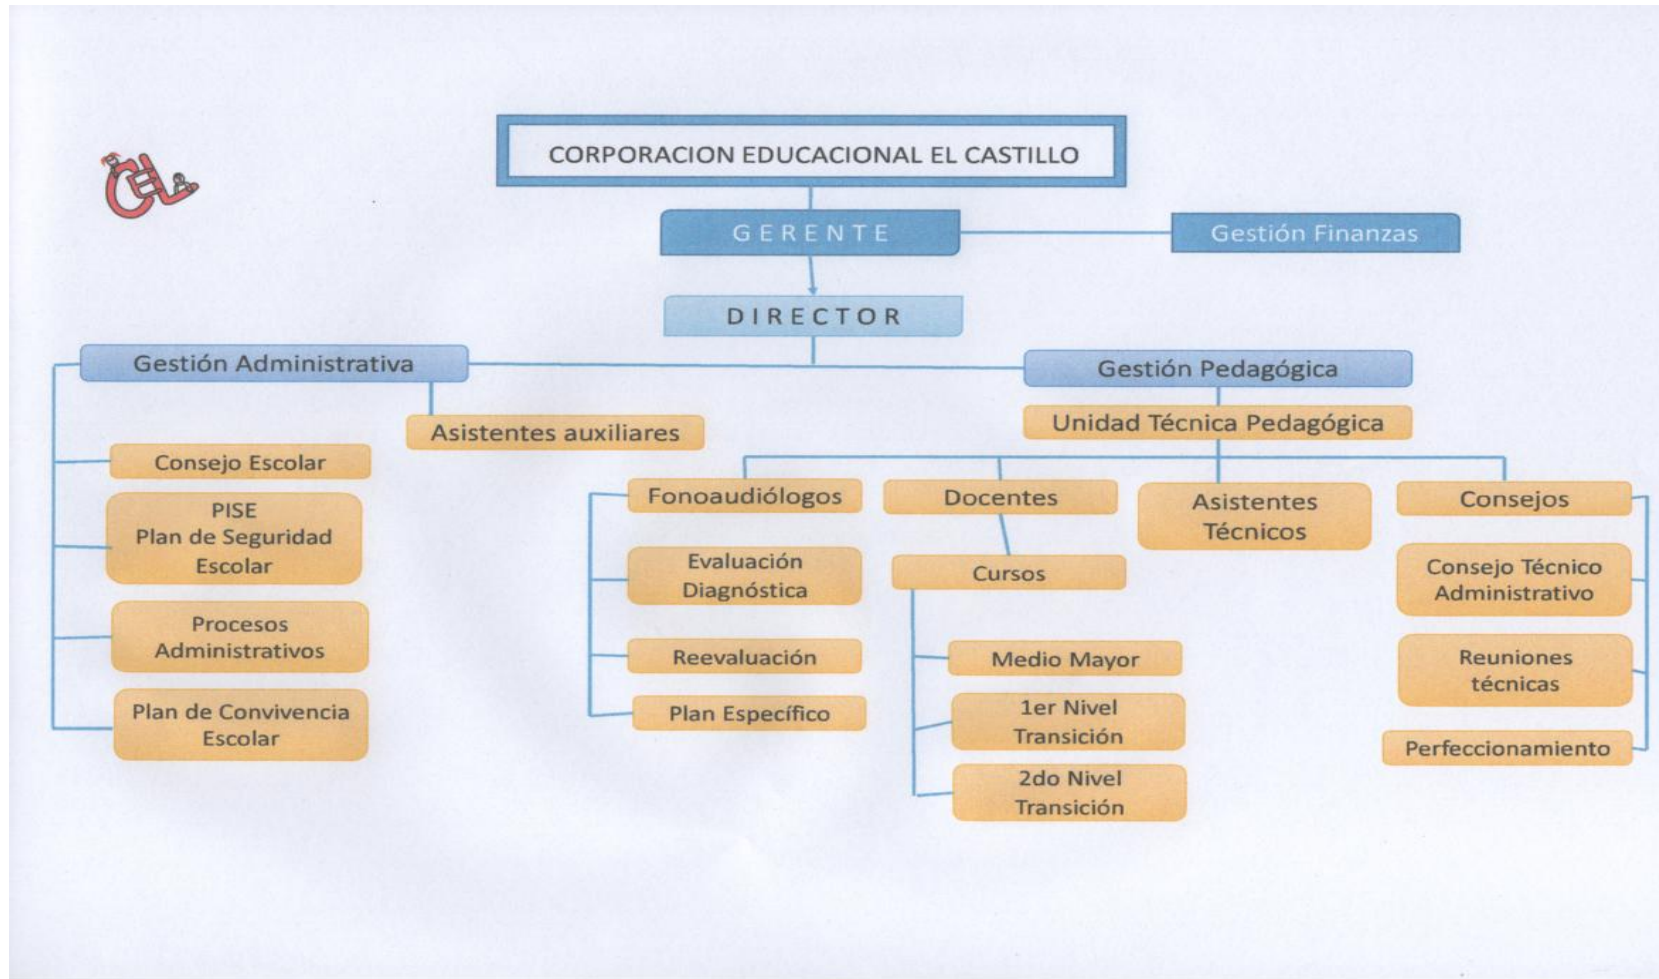 CORPORACION EDUCACIONAL EL CASTILLO
CEL
GERENTE
Gestión Finanzas
DIRECTOR
Gestión Administrativa
Gestión Pedagógica
Asistentes auxiliares
Unidad Técnica Pedagógica
Consejo Escolar
PISE
Plan de Seguridad
Escolar
Procesos
Administrativos
Plan de Convivencia
Escolar
Fonoaudiólogos
Evaluación
Diagnóstica
Reevaluación
Plan Específico
Docentes
Cursos
Medio Mayor
1er Nivel
Transición
2do Nivel
Transición
Asistentes
Técnicos
Consejos
Consejo Técnico
Administrativo
Reuniones
técnicas
Perfeccionamiento